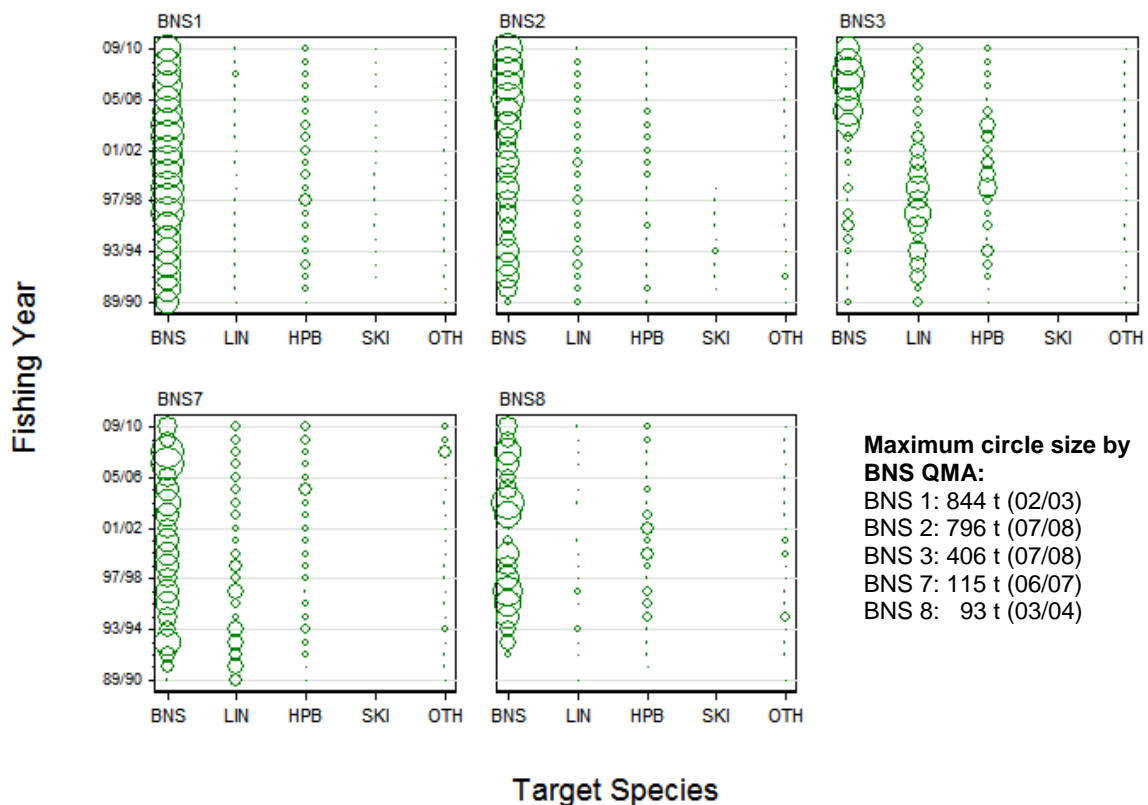 BNS1
BNS2
BNS3
09/10
05/06
01/02
97/98
93/94
89/90
BNS LIN HPB SKI OTH
BNS LIN HPB SKI OTH
BNS LIN HPB SKI OTH
Fishing Year
BNS7
BNS8
09/10
05/06
01/02
97/98
93/94
89/90
BNS LIN HPB SKI OTH
BNS LIN HPB SKI OTH
Maximum circle size by
BNS QMA:
BNS 1: 844 t (02/03)
BNS 2: 796 t (07/08)
BNS 3: 406 t (07/08)
BNS 7: 115 t (06/07)
BNS 8: 93 t (03/04)
Target Species